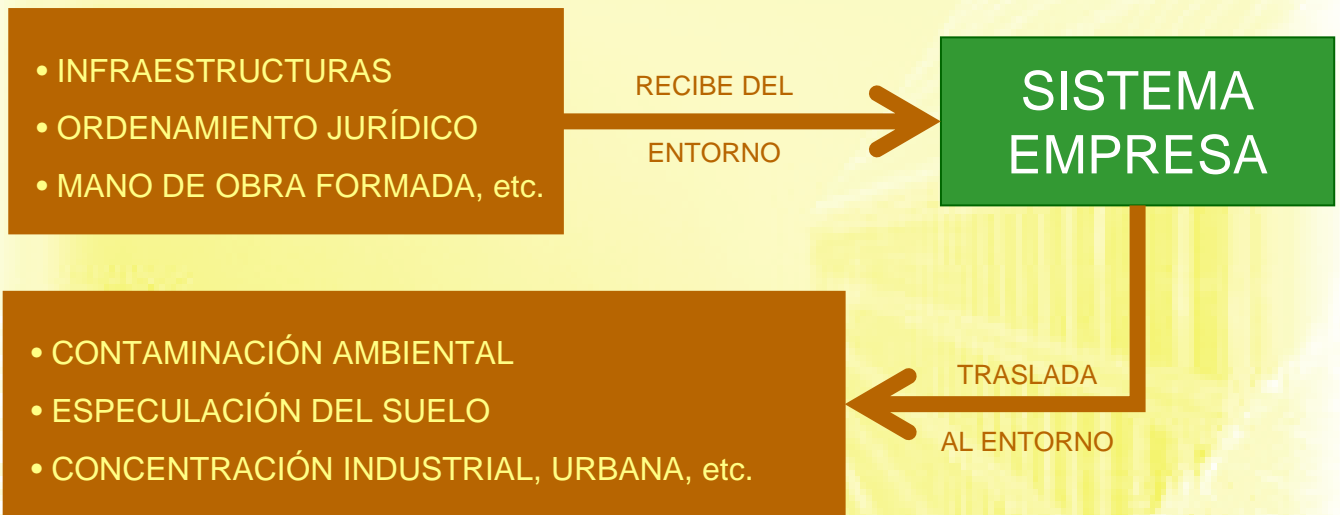 • INFRAESTRUCTURAS
• ORDENAMIENTO JURÍDICO
• MANO DE OBRA FORMADA, etc.
RECIBE DEL
ENTORNO
SISTEMA
EMPRESA
• CONTAMINACIÓN AMBIENTAL
• ESPECULACIÓN DEL SUELO
• CONCENTRACIÓN INDUSTRIAL, URBANA, etc.
TRASLADA
AL ENTORNO